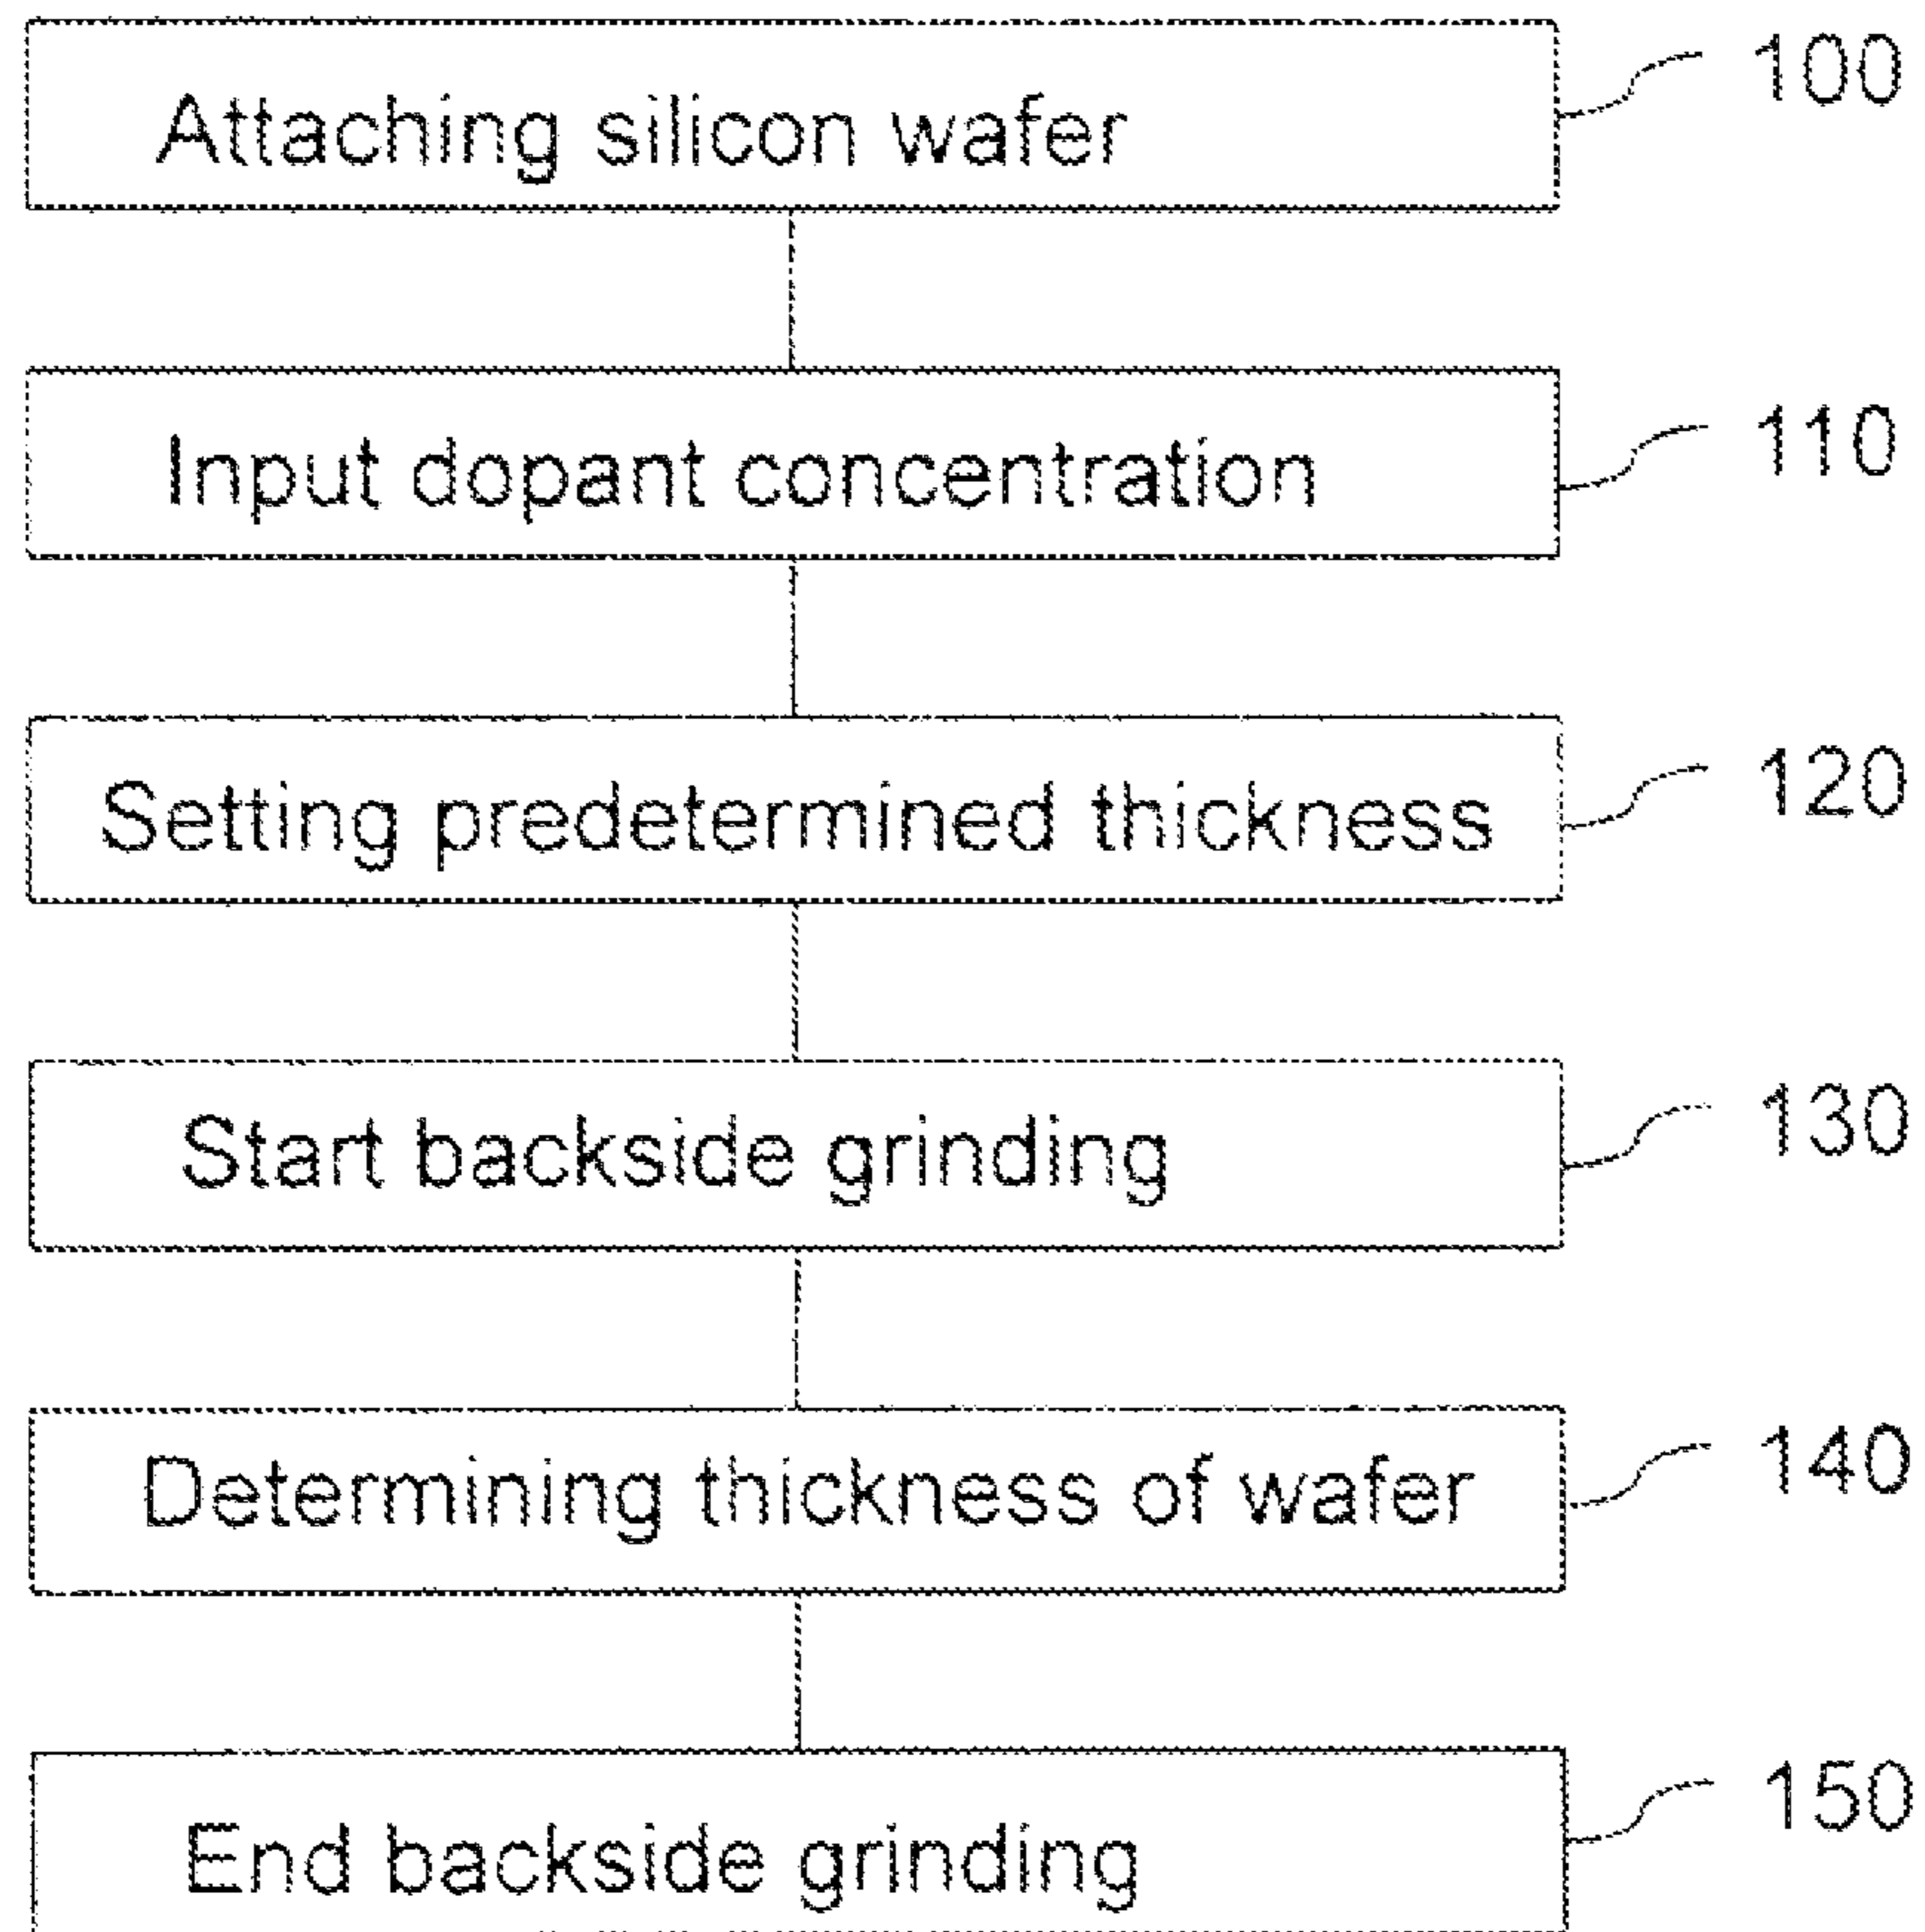 Attaching silicon wafer 100
Input dopant concentration 110
Setting predetermined thickness 120
Start backside grinding 130
Determining thickness of wafer 140
End backside grinding 150